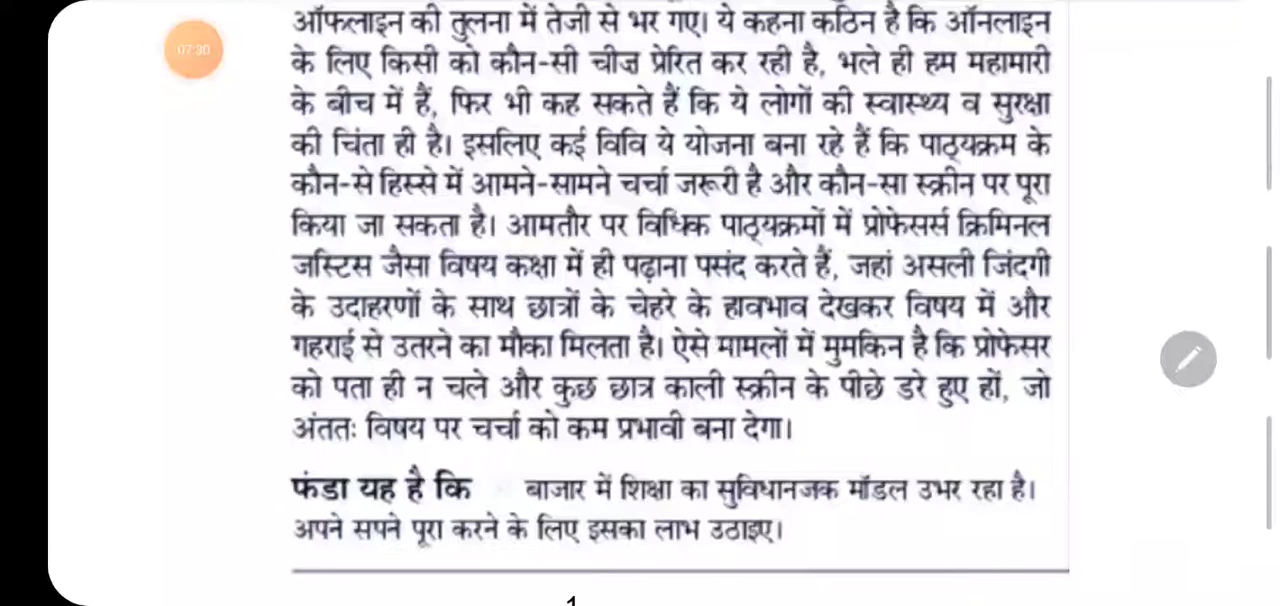 ऑफलाइन की तुलना में तेजी से भर गए। ये कहना कठिन है कि ऑनलाइन
07:30
के लिए किसी को कौन-सी चीज प्रेरित कर रही है, भले ही हम महामारी
के बीच में हैं, फिर भी कह सकते हैं कि ये लोगों की स्वास्थ्य व सुरक्षा
की चिंता ही है। इसलिए कई विवि ये योजना बना रहे हैं कि पाठ्यक्रम के
कौन-से हिस्से में आमने-सामने चर्चा जरूरी है और कौन-सा स्क्रीन पर पूरा
किया जा सकता है। आमतौर पर विधिक पाठ्यक्रमों में प्रोफेसर्स क्रिमिनल
जस्टिस जैसा विषय कक्षा में ही पढ़ाना पसंद करते हैं, जहां असली जिंदगी
के उदाहरणों के साथ छात्रों के चेहरे के हावभाव देखकर विषय में और
गहराई से उतरने का मौका मिलता है। ऐसे मामलों में मुमकिन है कि प्रोफेसर
को पता ही न चले और कुछ छात्र काली स्क्रीन के पीछे डरे हुए हों, जो
अंततः विषय पर चर्चा को कम प्रभावी बना देगा।
फंडा यह है कि बाजार में शिक्षा का सुविधानजक मॉडल उभर रहा है।
अपने सपने पूरा करने के लिए इसका लाभ उठाइए।
1